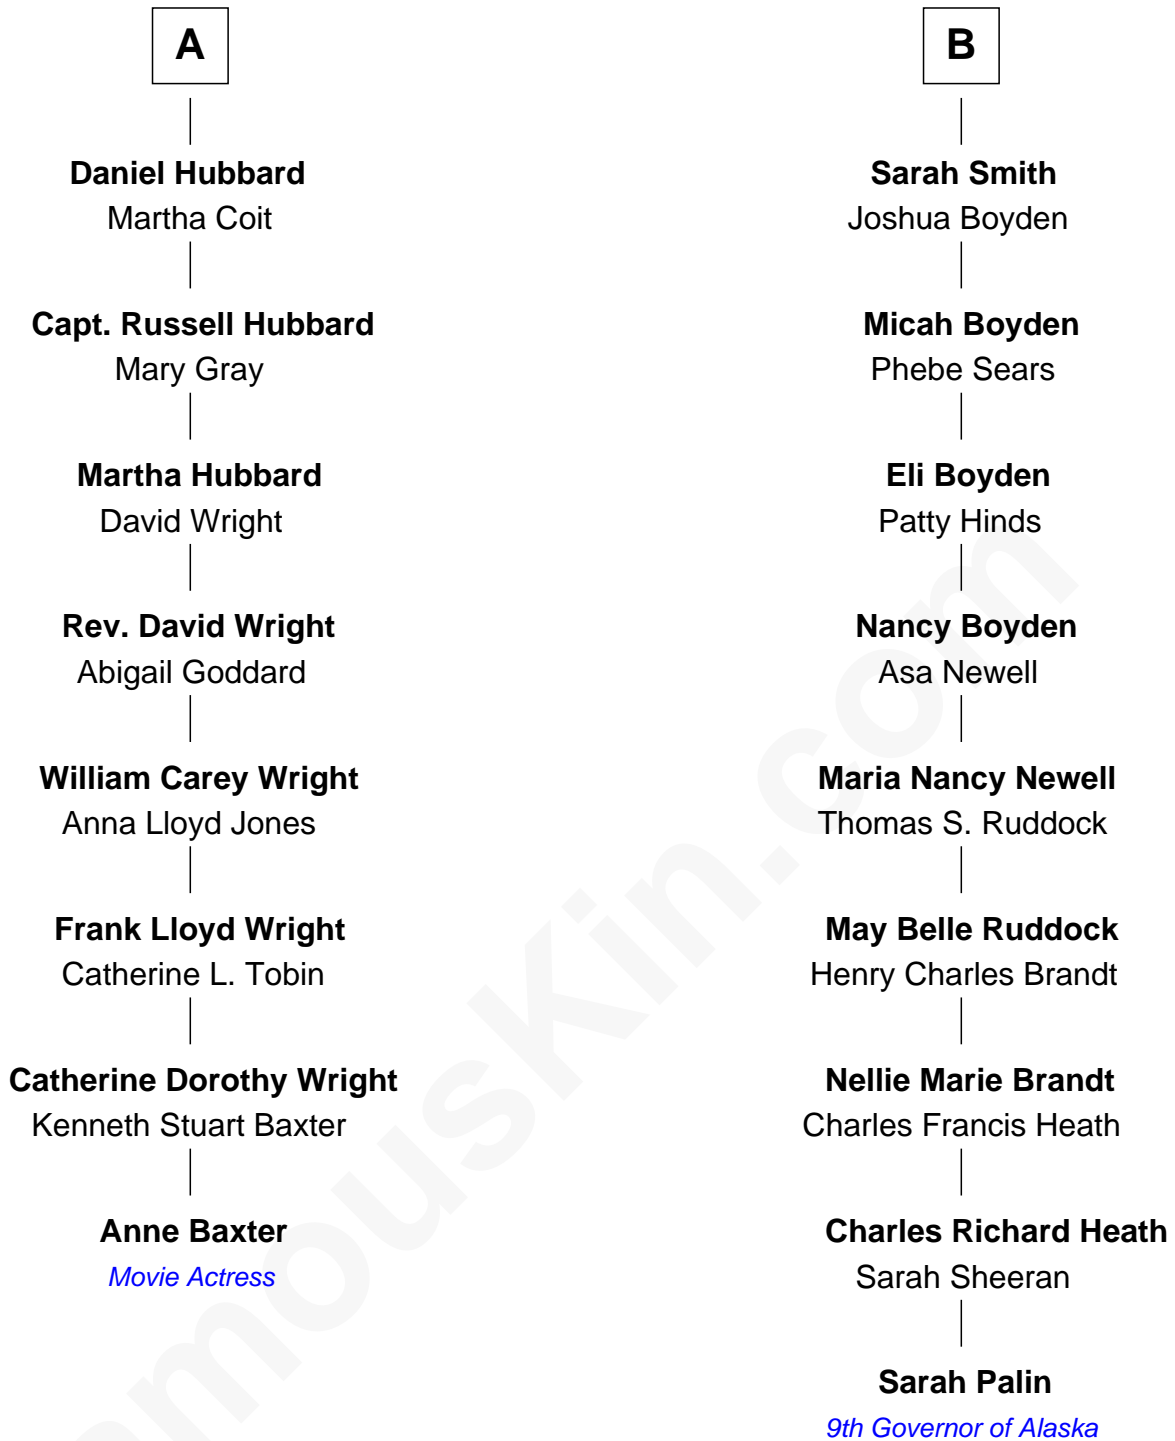 A
Daniel Hubbard
Martha Coit
Capt. Russell Hubbard
Mary Gray
Martha Hubbard
David Wright
Rev. David Wright
Abigail Goddard
William Carey Wright
Anna Lloyd Jones
Frank Lloyd Wright
Catherine L. Tobin
Catherine Dorothy Wright
Kenneth Stuart Baxter
Anne Baxter
Movie Actress
B
Sarah Smith
Joshua Boyden
Micah Boyden
Phebe Sears
Eli Boyden
Patty Hinds
Nancy Boyden
Asa Newell
Maria Nancy Newell
Thomas S. Ruddock
May Belle Ruddock
Henry Charles Brandt
Nellie Marie Brandt
Charles Francis Heath
Charles Richard Heath
Sarah Sheeran
Sarah Palin
9th Governor of Alaska
amousKin.com